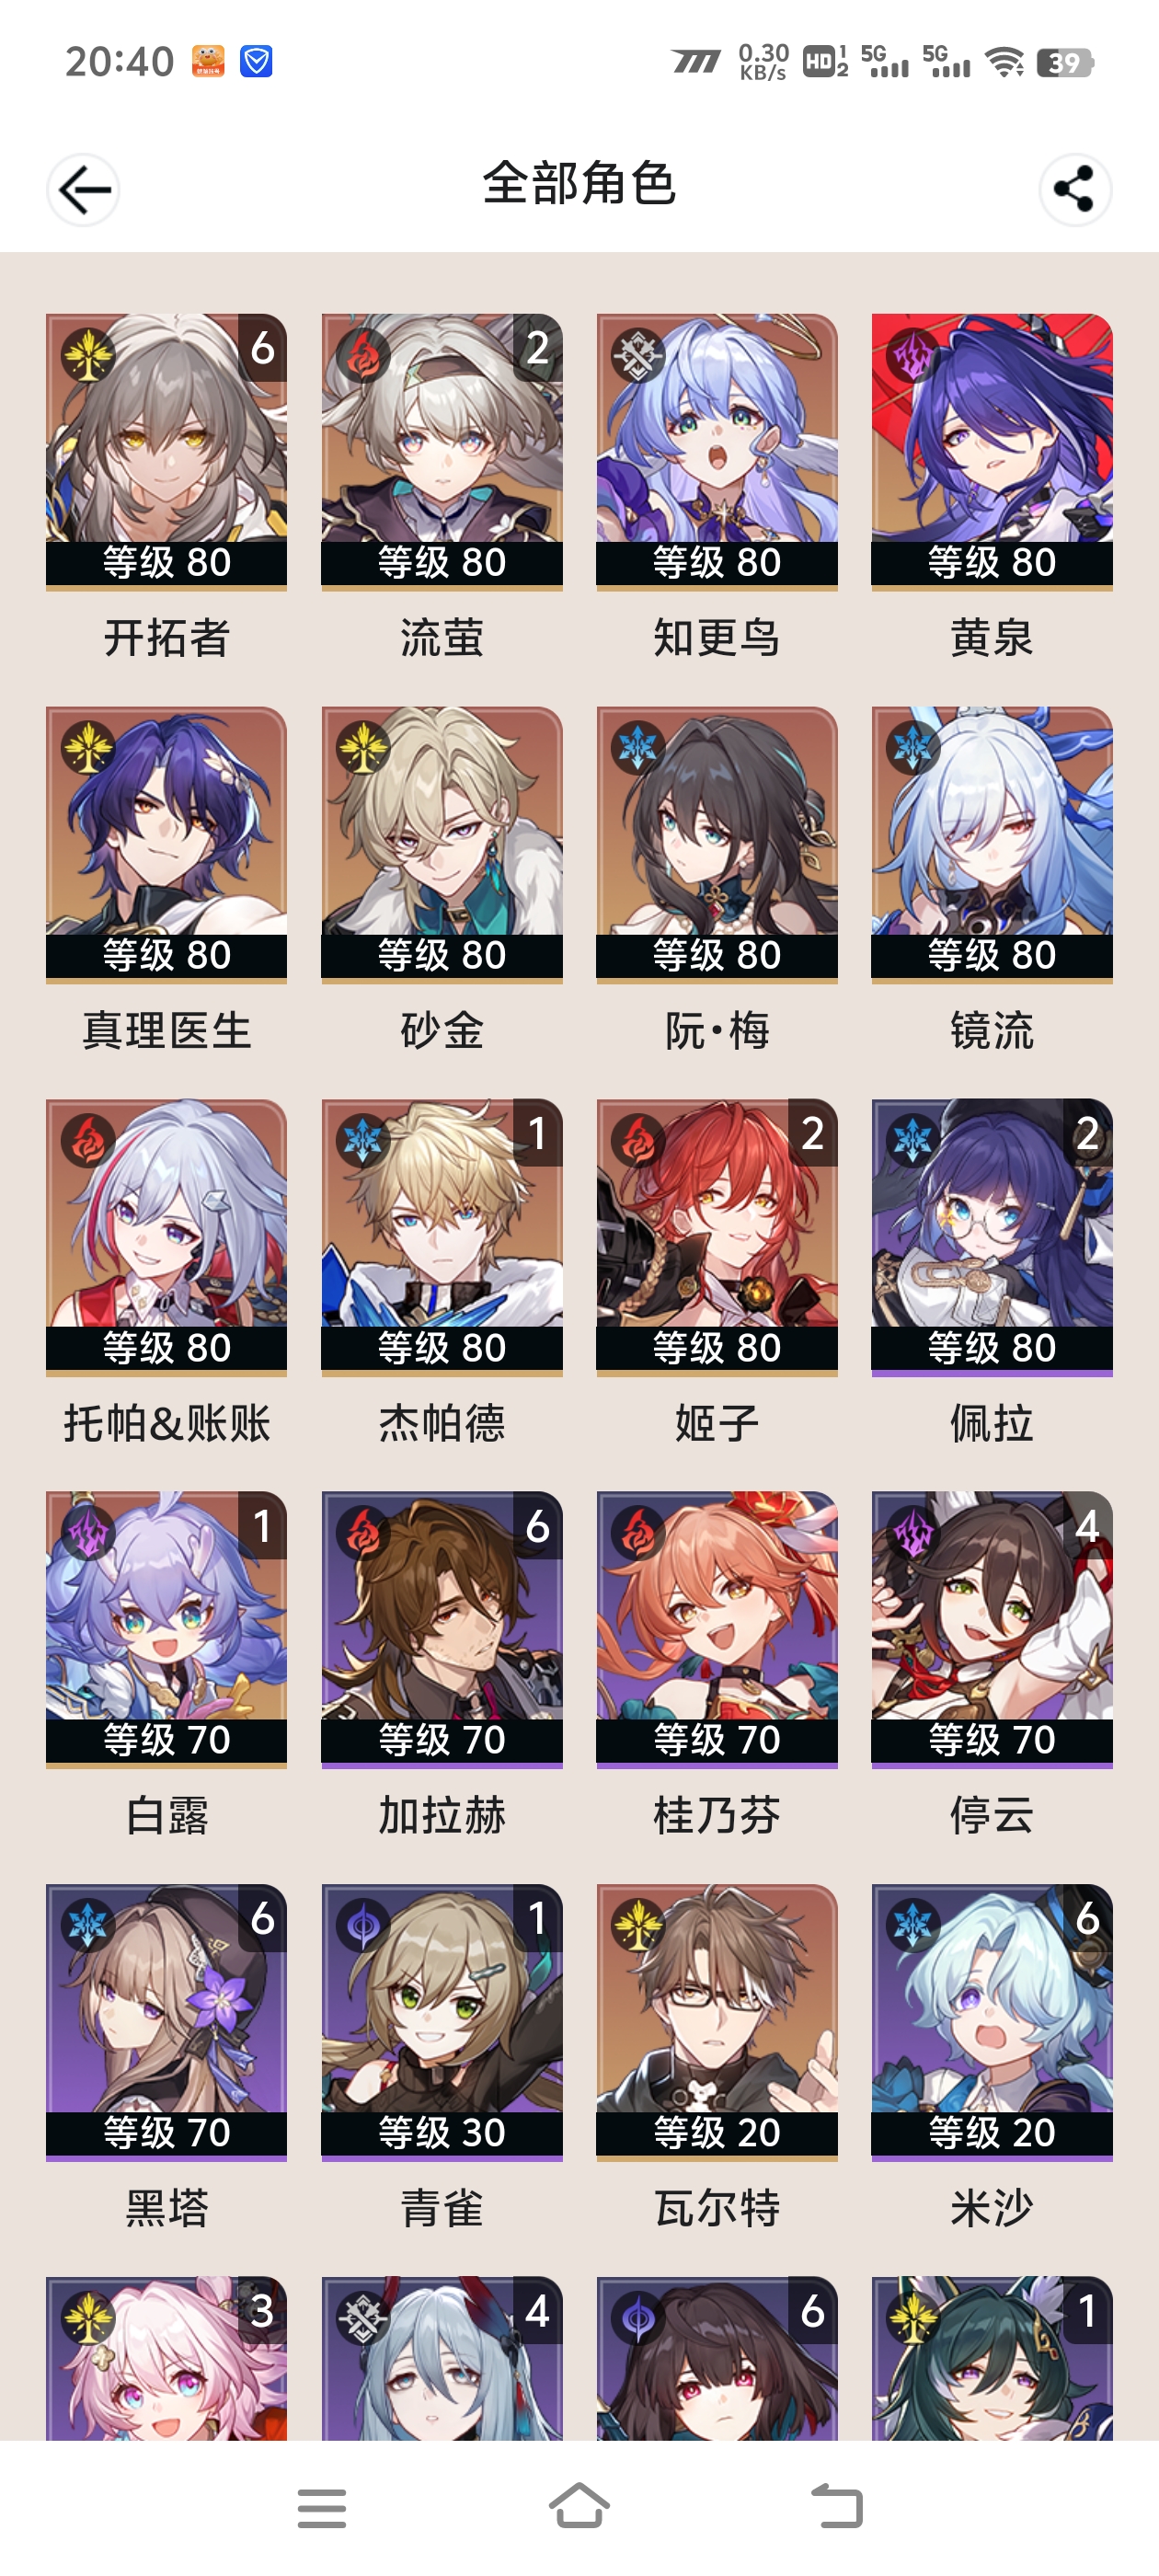 20:40
0.30 KB/s HD 1 2 5G 5G 39
全部角色
6 2
等级 80 等级 80 等级 80 等级 80
开拓者 流萤 知更鸟 黄泉
等级 80 等级 80 等级 80 等级 80
真理医生 砂金 阮·梅 镜流
1 2 2
等级 80 等级 80 等级 80 等级 80
托帕&账账 杰帕德 姬子 佩拉
1 6 4
等级 70 等级 70 等级 70 等级 70
白露 加拉赫 桂乃芬 停云
6 1 6
等级 70 等级 30 等级 20 等级 20
黑塔 青雀 瓦尔特 米沙
3 4 6 1